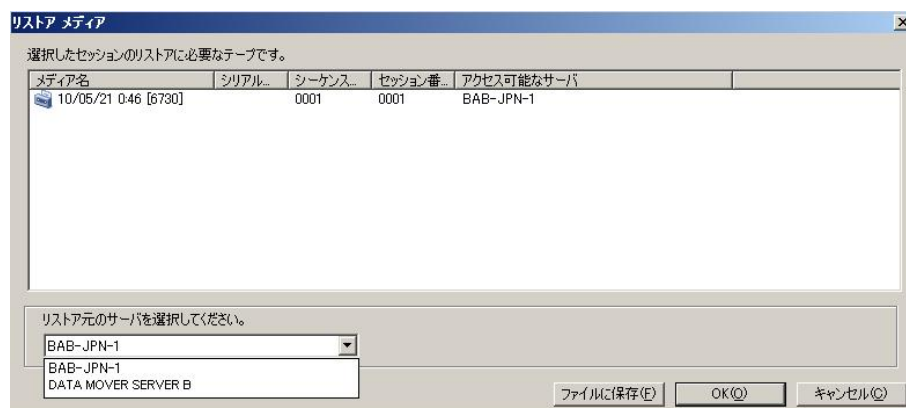 リストア メディア
選択したセッションのリストアに必要なテープです。
メディア名 シリアル... シーケンス... セッション番... アクセス可能なサーバ
10/05/21 0:46 [6730] 0001 0001 BAB-JPN-1
リストア元のサーバを選択してください。
BAB-JPN-1
BAB-JPN-1
DATA MOVER SERVER B
ファイルに保存(F) OK(O) キャンセル(C)